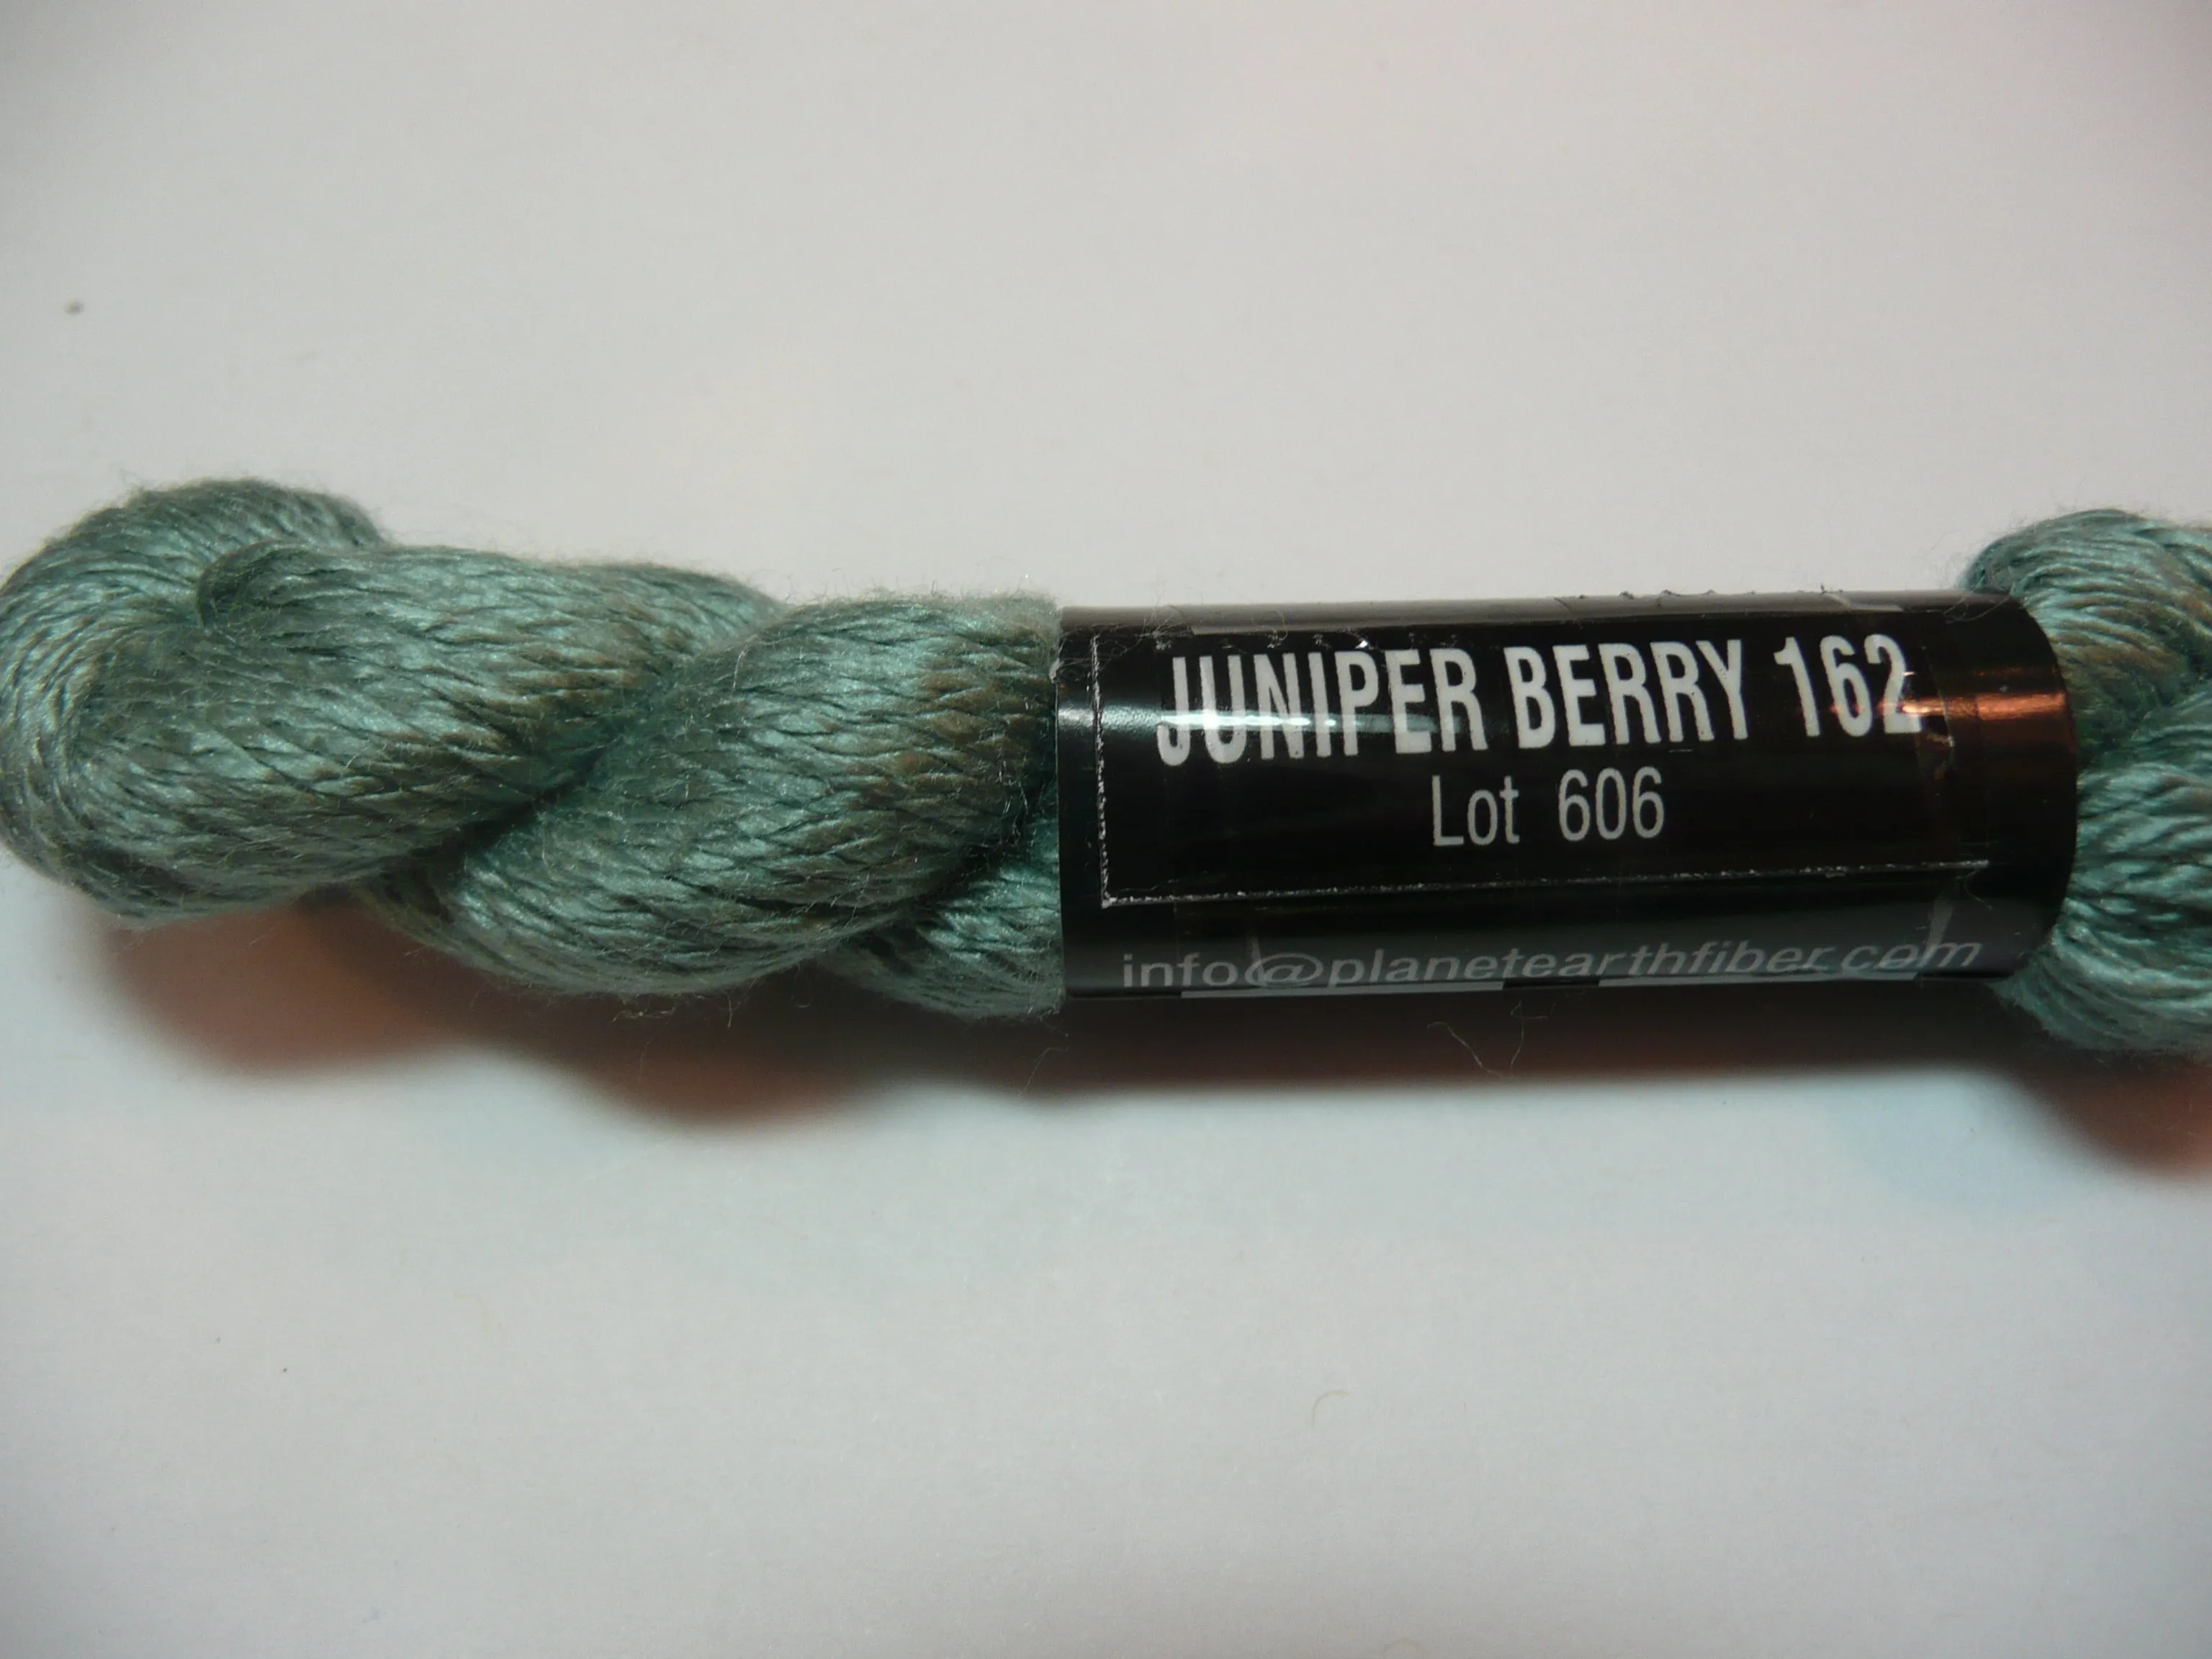 JUNIPER BERRY 162
Lot 606
info@planetearthfiber.com